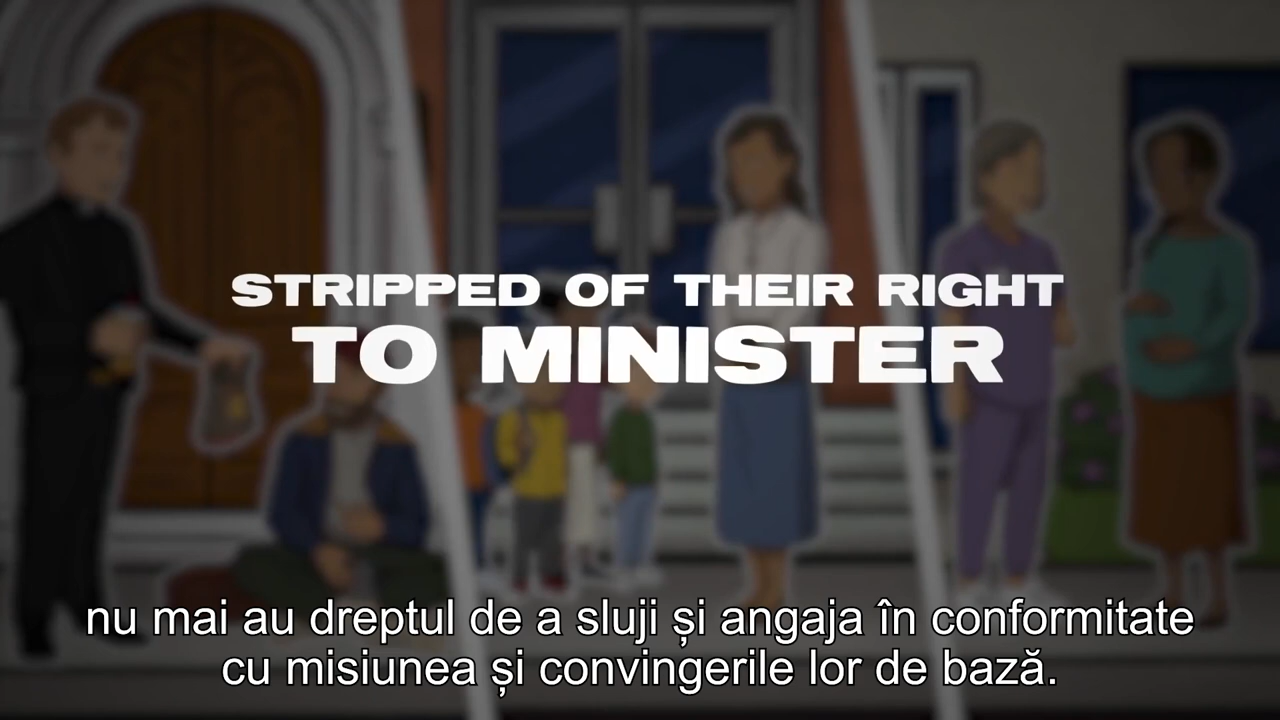 STRIPPED OF THEIR RIGHT
TO MINISTER
nu mai au dreptul de a sluji și angaja în conformitate
cu misiunea și convingerile lor de bază.